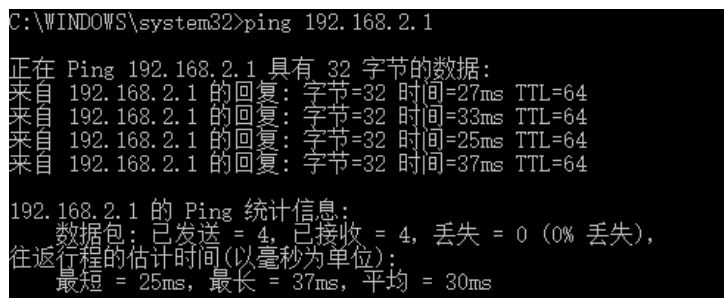 C:\WINDOWS\system32>ping 192.168.2.1
正在 Ping 192.168.2.1 具有 32 字节的数据:
来自 192.168.2.1 的回复: 字节=32 时间=27ms TTL=64
来自 192.168.2.1 的回复: 字节=32 时间=33ms TTL=64
来自 192.168.2.1 的回复: 字节=32 时间=25ms TTL=64
来自 192.168.2.1 的回复: 字节=32 时间=37ms TTL=64
192.168.2.1 的 Ping 统计信息:
数据包: 已发送 = 4, 已接收 = 4, 丢失 = 0 (0% 丢失),
往返行程的估计时间(以毫秒为单位):
最短 = 25ms, 最长 = 37ms, 平均 = 30ms